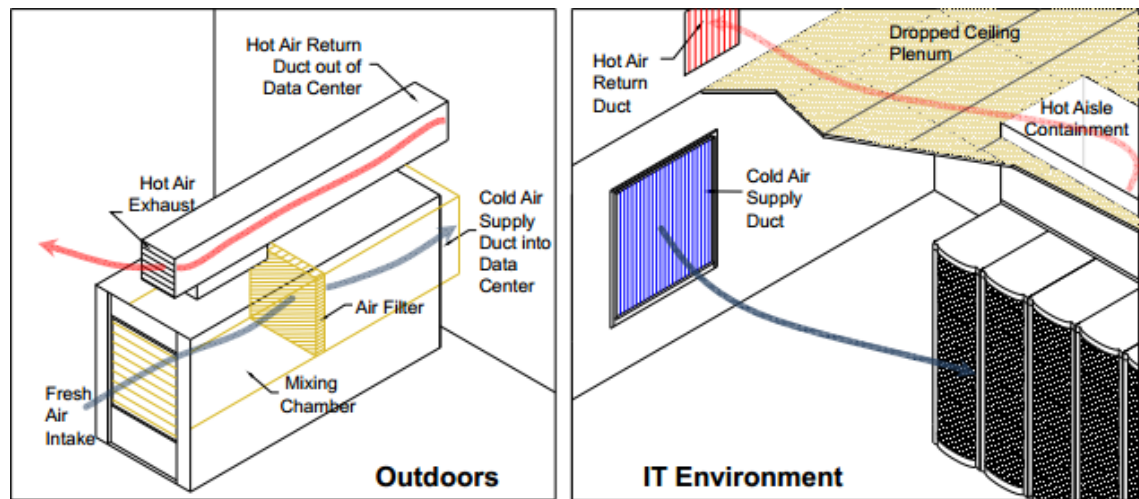 Hot Air Return
Duct out of
Data Center
Hot Air
Exhaust
Cold Air
Supply
Duct into
Data
Center
Air Filter
Mixing
Chamber
Fresh
Air
Intake
Outdoors
Dropped Ceiling
Plenum
Hot Air
Return
Duct
Hot Aisle
Containment
Cold Air
Supply
Duct
IT Environment